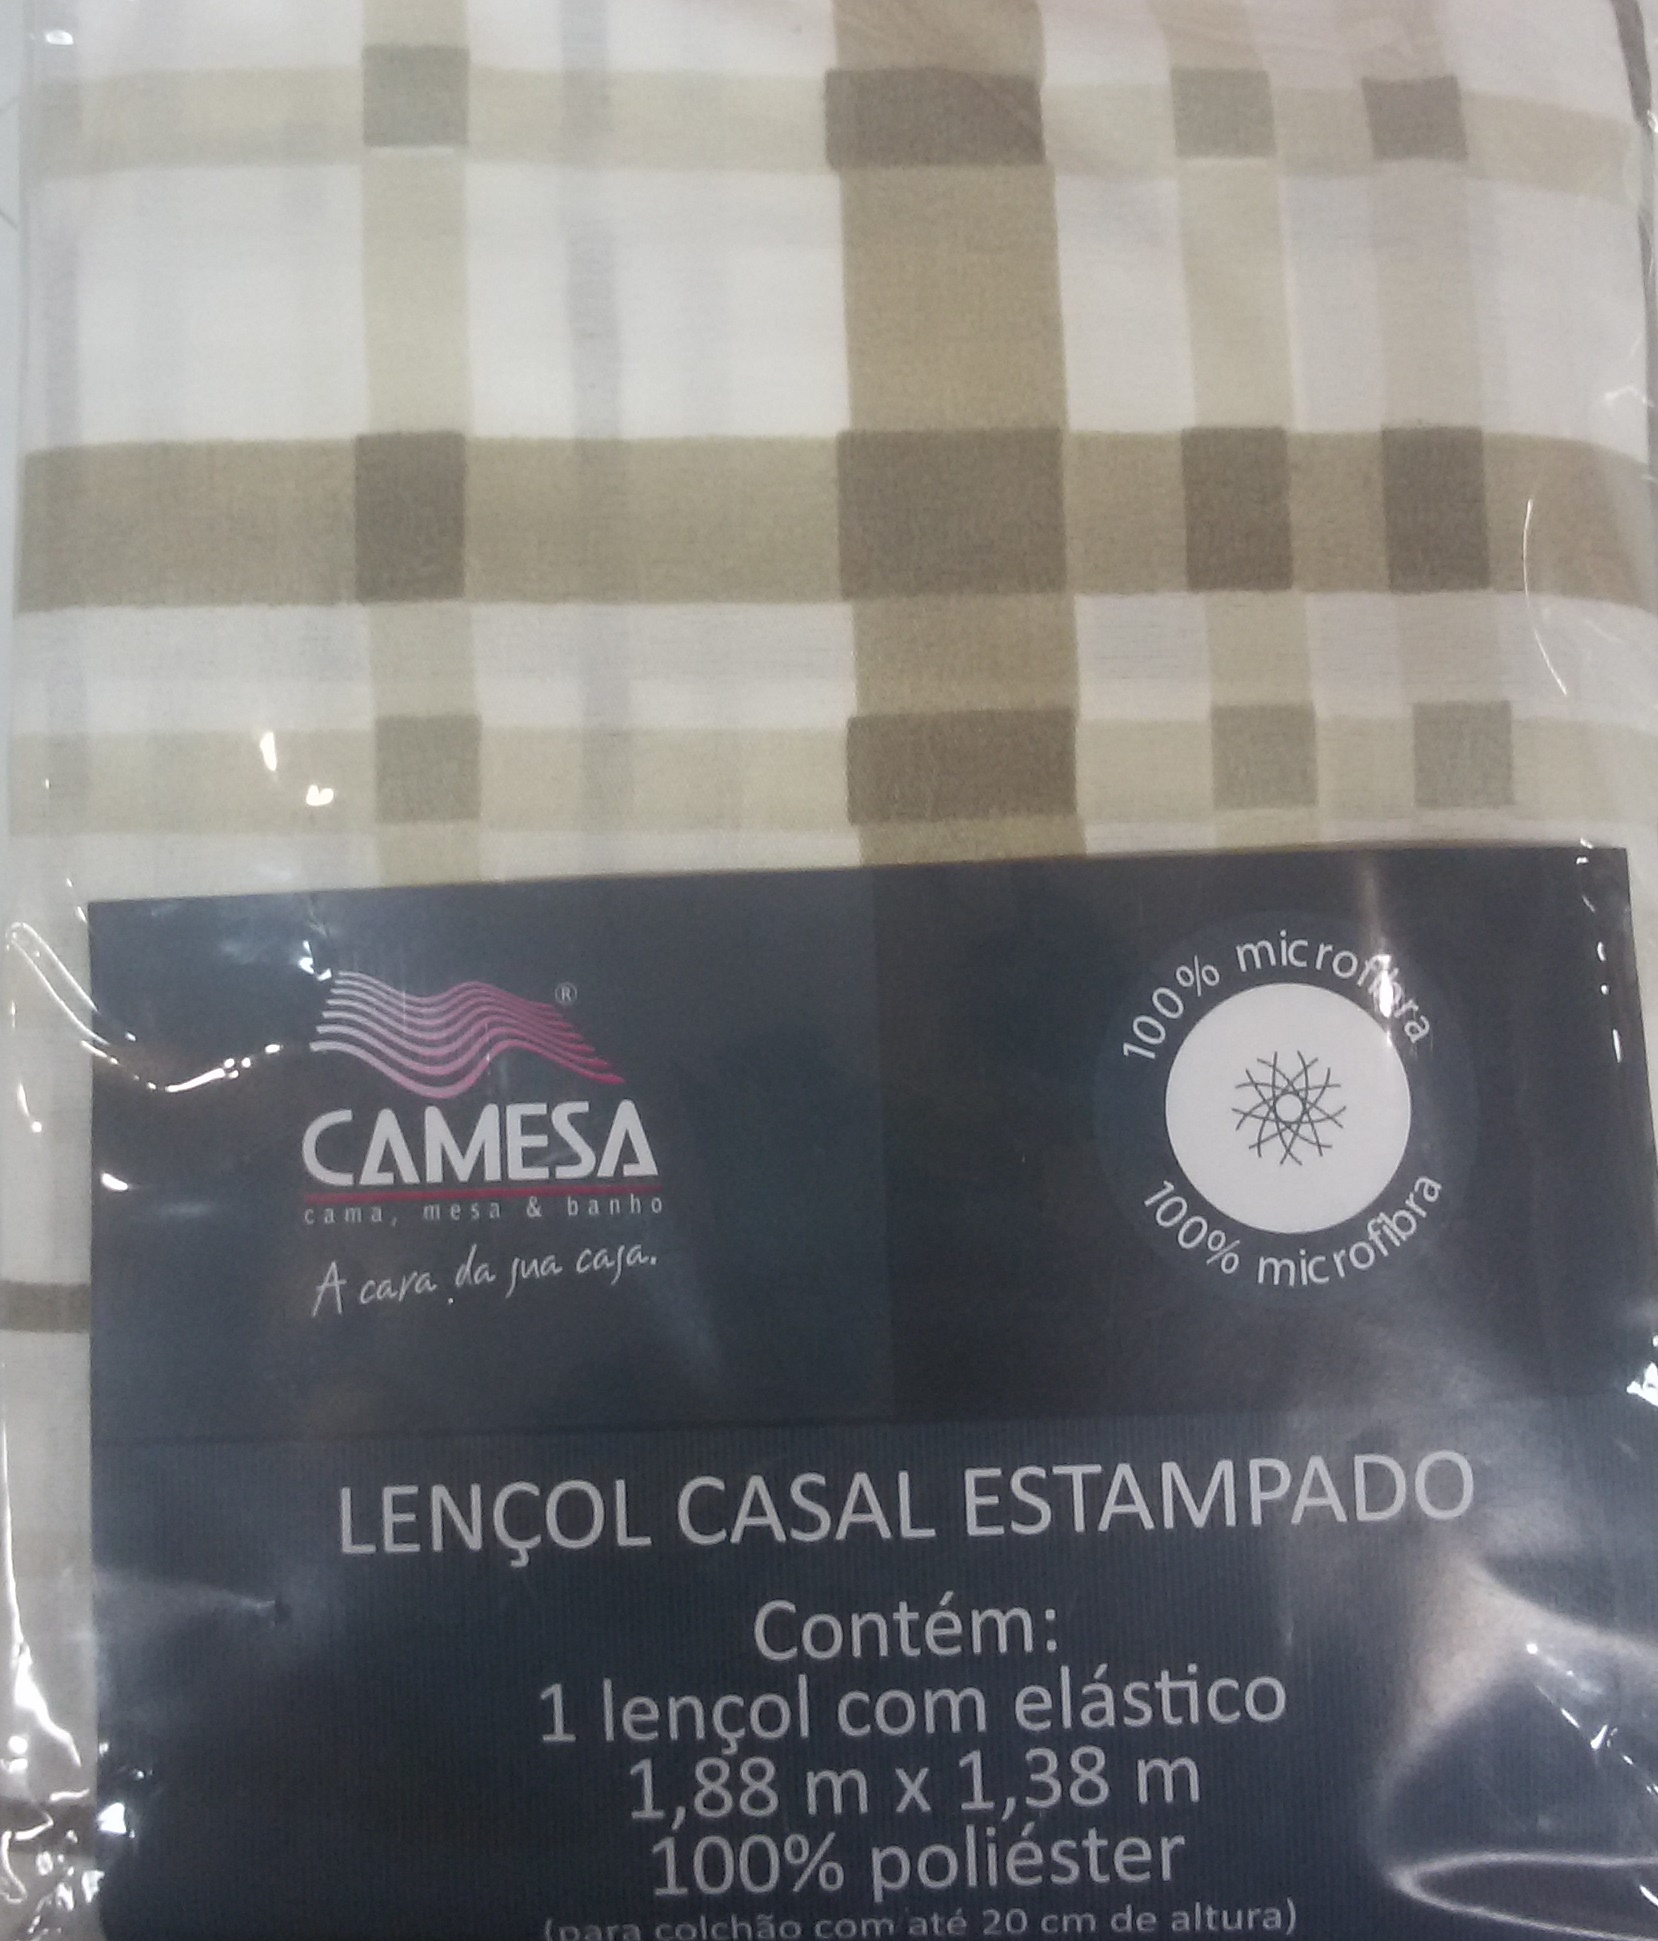 ®
CAMESA
cama, mesa & banho
A cara da sua casa.
100% microfibra
100% microfibra
LENÇOL CASAL ESTAMPADO
Contém:
1 lençol com elástico
1,88 m x 1,38 m
100% poliéster
(para colchão com até 20 cm de altura)